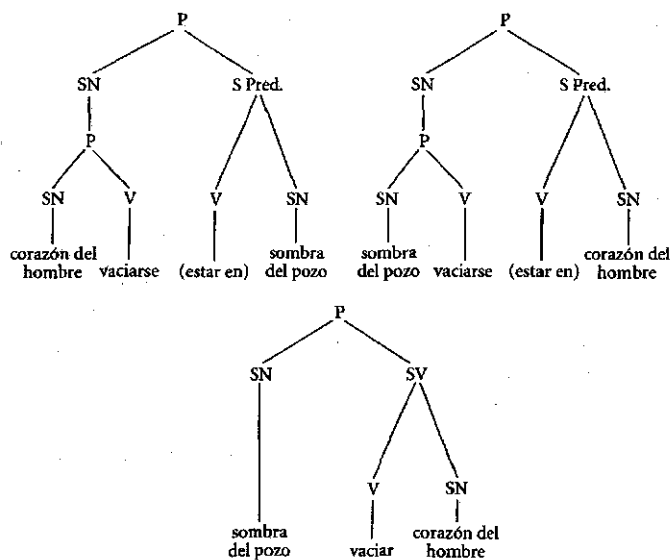 P P
SN S Pred. SN S Pred.
P P
SN V V SN SN V V SN
corazón del sombra sombra corazón del
hombre vaciarse (estar en) del pozo del pozo vaciarse (estar en) hombre
P
SN SV
V SN
sombra corazón del
del pozo vaciar hombre